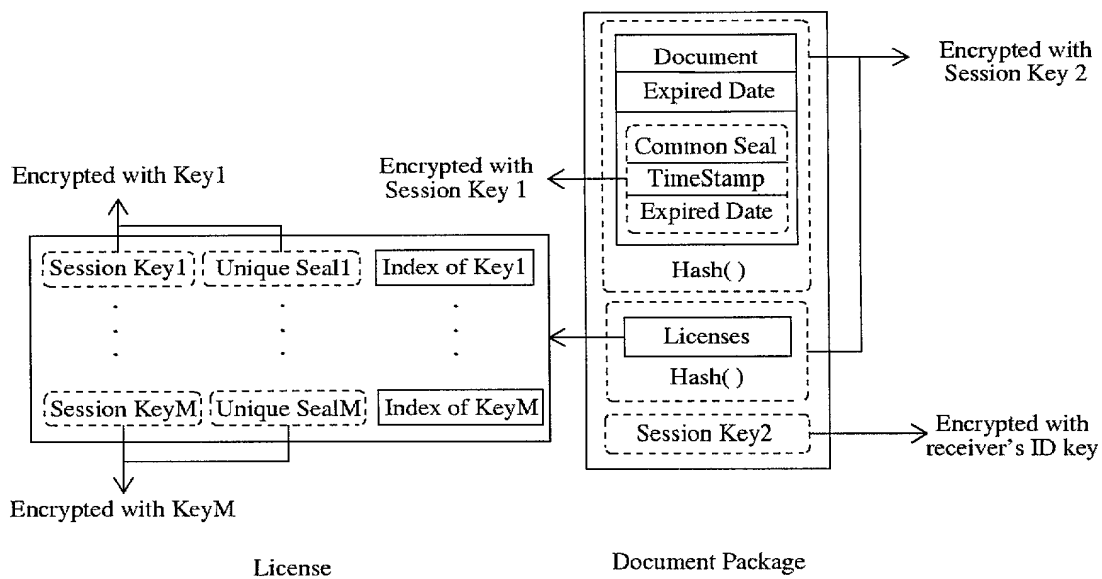 Document
Expired Date
Common Seal
TimeStamp
Expired Date
Hash( )
Licenses
Hash( )
Session Key2
Encrypted with
Session Key 2
Encrypted with
Session Key 1
Encrypted with
receiver's ID key
Encrypted with Key1
Session Key1 Unique Seal1 Index of Key1
Session KeyM Unique SealM Index of KeyM
Encrypted with KeyM
License
Document Package